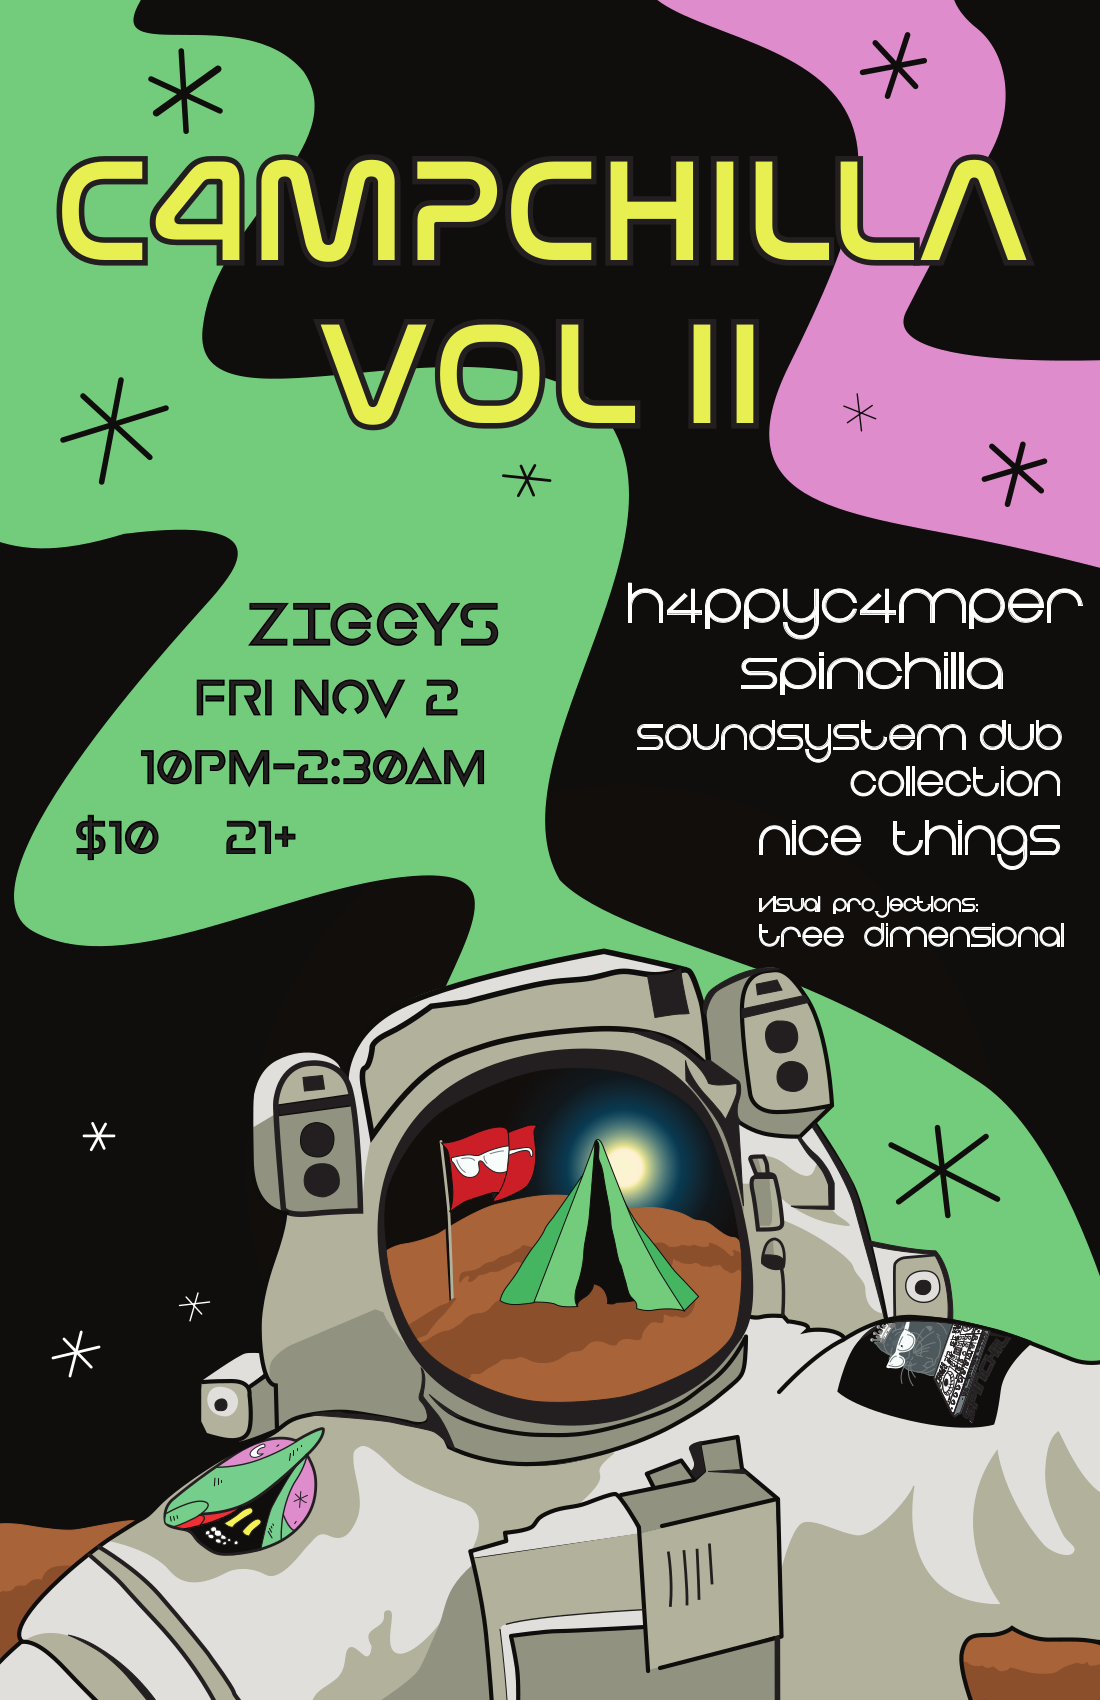 C4MPCHILLA
VOL II
ZIGGYS
FRI NOV 2
10PM-2:30AM
$10 21+
h4ppyc4mper
spinchilla
soundsystem dub
collection
nice things
visual projections:
tree dimensional